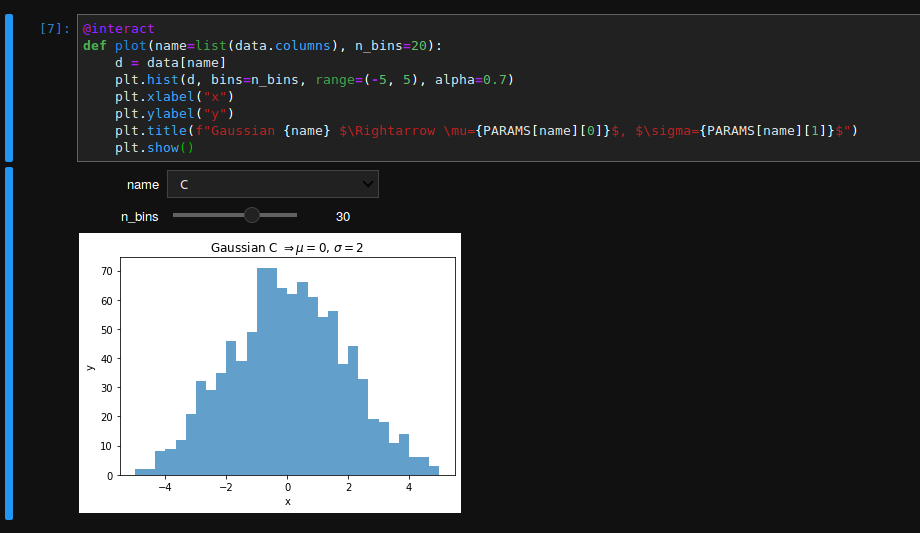 [7]: @interact
def plot(name=list(data.columns), n_bins=20):
    d = data[name]
    plt.hist(d, bins=n_bins, range=(-5, 5), alpha=0.7)
    plt.xlabel("x")
    plt.ylabel("y")
    plt.title(f"Gaussian {name} $\Rightarrow \mu={PARAMS[name][0]}$, $\sigma={PARAMS[name][1]}$")
    plt.show()
name C
n_bins 30
Gaussian C ⇒ μ = 0, σ = 2
70
60
50
40
30
20
10
0
y
−4 −2 0 2 4
x